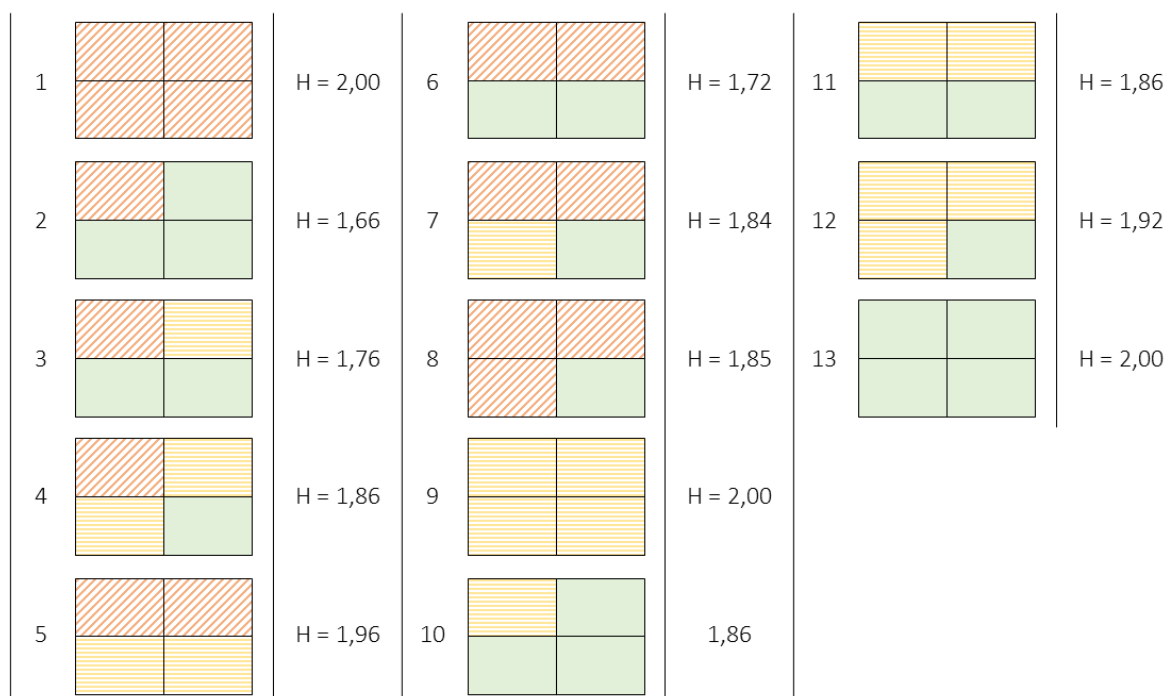 1 H = 2,00
2 H = 1,66
3 H = 1,76
4 H = 1,86
5 H = 1,96
6 H = 1,72
7 H = 1,84
8 H = 1,85
9 H = 2,00
10 1,86
11 H = 1,86
12 H = 1,92
13 H = 2,00